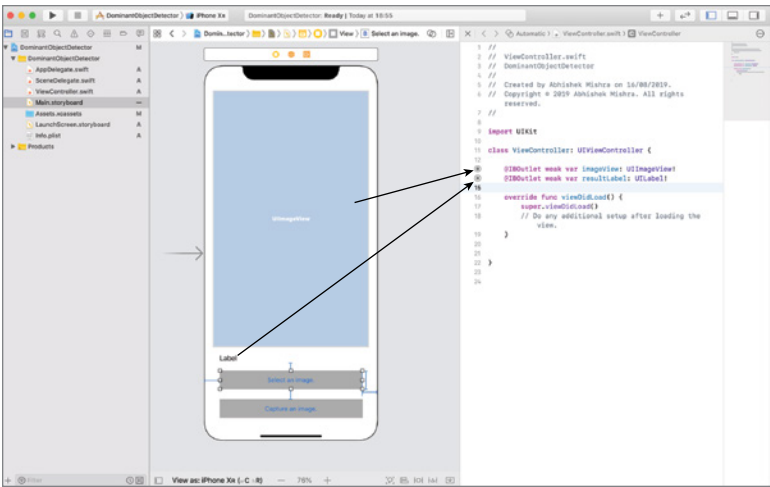 DominantObjectDetector ⟩ iPhone Xʀ
DominantObjectDetector: Ready | Today at 16:55
Domin...tector ⟩ View ⟩ Select an image.
Automatic ⟩ ViewController.swift ⟩ ViewController
DominantObjectDetector M
DominantObjectDetector
AppDelegate.swift A
SceneDelegate.swift A
ViewController.swift A
Main.storyboard
Assets.xcassets M
LaunchScreen.storyboard A
Info.plist A
Products
UIImageView
Label
Select an image.
Capture an image.
1 //
2 // ViewController.swift
3 // DominantObjectDetector
4 //
5 // Created by Abhishek Mishra on 16/08/2019.
6 // Copyright © 2019 Abhishek Mishra. All rights
reserved.
7 //
8
9 import UIKit
10
11 class ViewController: UIViewController {
12
@IBOutlet weak var imageView: UIImageView!
@IBOutlet weak var resultLabel: UILabel!
15
16 override func viewDidLoad() {
17 super.viewDidLoad()
18 // Do any additional setup after loading the
view.
19 }
20
21
22 }
23
24
Filter
View as: iPhone Xʀ (wC hR)
— 76% +